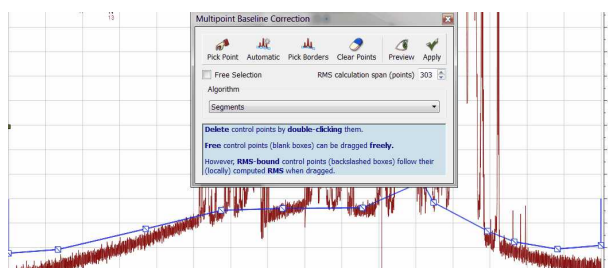 Multipoint Baseline Correction
13
Pick Point Automatic Pick Borders Clear Points Preview Apply
Free Selection RMS calculation span (points) 303
Algorithm
Segments
Delete control points by double-clicking them.
Free control points (blank boxes) can be dragged freely.
However, RMS-bound control points (backslashed boxes) follow their
(locally) computed RMS when dragged.